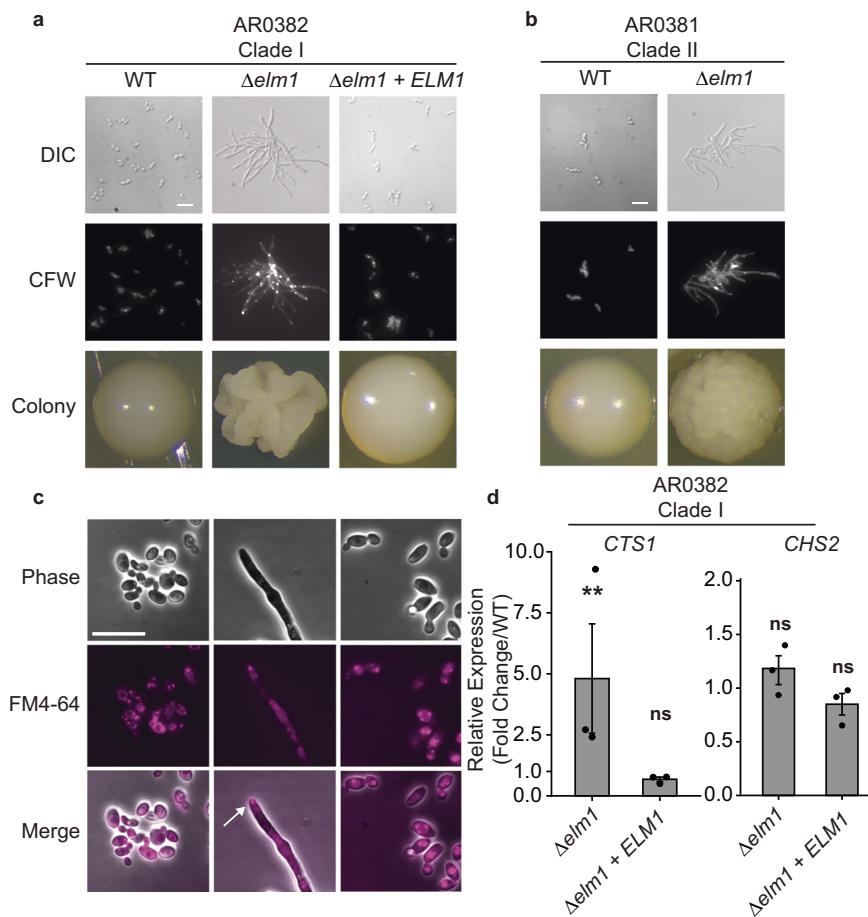 a
AR0382
Clade I
WT Δelm1 Δelm1 + ELM1
DIC
CFW
Colony
b
AR0381
Clade II
WT Δelm1
c
Phase
FM4-64
Merge
d
AR0382
Clade I
CTS1 CHS2
Relative Expression
(Fold Change/WT)
10.0
7.5
5.0
2.5
1.0
0.0
**
ns
Δelm1
Δelm1 + ELM1
2.0
1.5
1.0
0.5
0.0
ns
ns
Δelm1
Δelm1 + ELM1